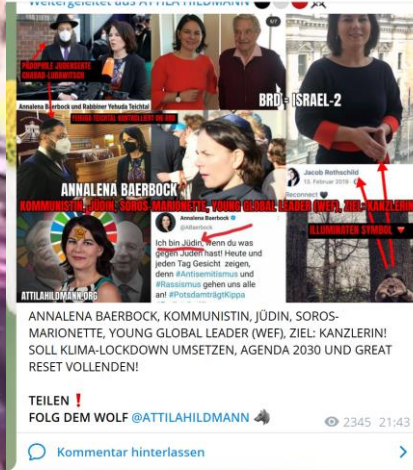 Weitergeleitet aus ATTILAHILDMANN
PÄDOPHILE JUDENSEKTE
CHABAD-LUBAWITSCH
Annalena Baerbock und Rabbiner Yehuda Teichtal
6/7
BRD - ISRAEL-2
YEHUDA-TEICHTAL-KONTROLLIERT DIE BRD
Jacob Rothschild
13. Februar 2019
Reconnect
ANNALENA BAERBOCK
KOMMUNISTIN, JÜDIN, SOROS-MARIONETTE, YOUNG GLOBAL LEADER (WEF), ZIEL: KANZLERIN
Annalena Baerbock
@ABaerbock
ILLUMINATEN SYMBOL
Ich bin Jüdin, wenn du was
gegen Juden hast! Heute und
jeden Tag Gesicht zeigen,
denn #Antisemitismus und
#Rassismus gehen uns alle
an! #PotsdamträgtKippa
ATTILAHILDMANN.ORG
ANNALENA BAERBOCK, KOMMUNISTIN, JÜDIN, SOROS-
MARIONETTE, YOUNG GLOBAL LEADER (WEF), ZIEL: KANZLERIN!
SOLL KLIMA-LOCKDOWN UMSETZEN, AGENDA 2030 UND GREAT
RESET VOLLENDEN!
TEILEN❗
FOLG DEM WOLF @ATTILAHILDMANN 🐺
2345 21:43
Kommentar hinterlassen